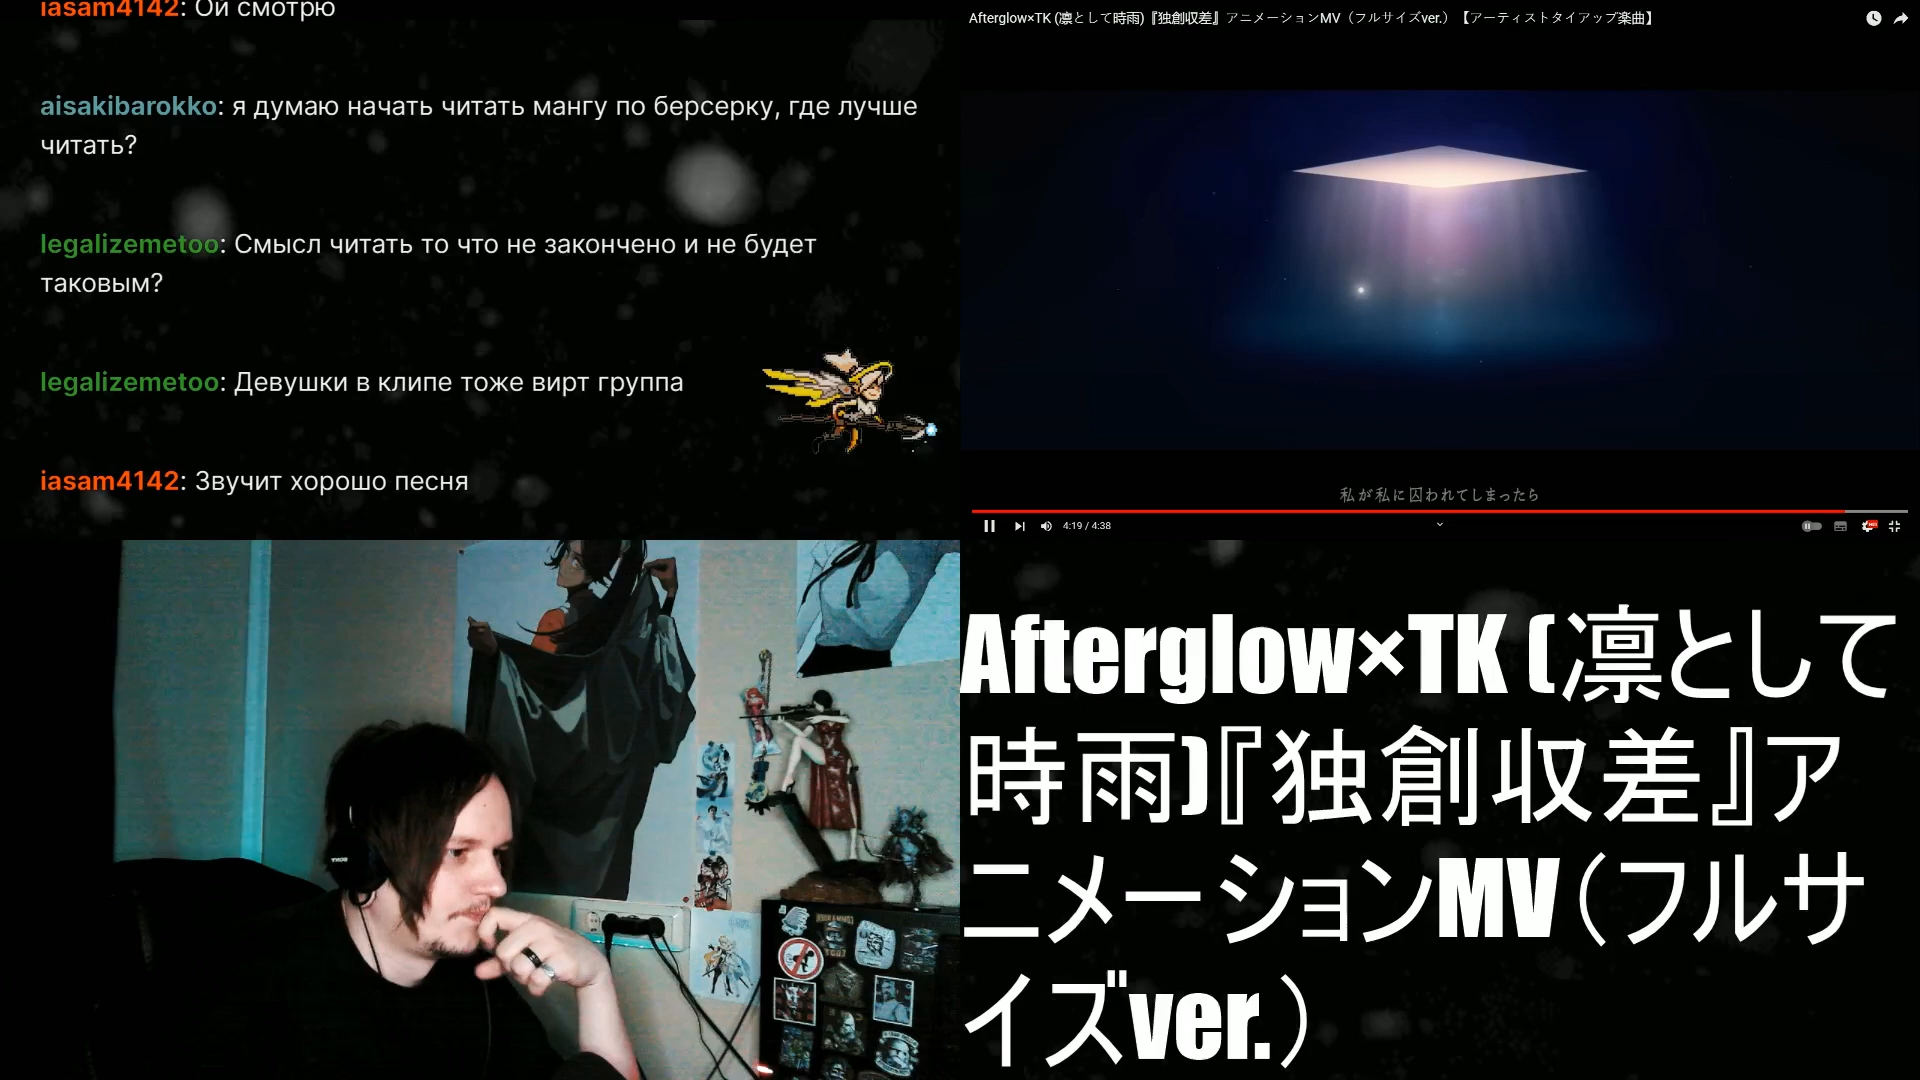 iasam4142: Ой смотрю
aisakibarokko: я думаю начать читать мангу по берсерку, где лучше
читать?
legalizemetoo: Смысл читать то что не закончено и не будет
таковым?
legalizemetoo: Девушки в клипе тоже вирт группа
iasam4142: Звучит хорошо песня
Afterglow×TK (凛として時雨)『独創収差』アニメーションMV（フルサイズver.）【アーティストタイアップ楽曲】
私が私に囚われてしまったら
4:19 / 4:38
Afterglow×TK (凛として
時雨)『独創収差』ア
ニメーションMV（フルサ
イズver.）